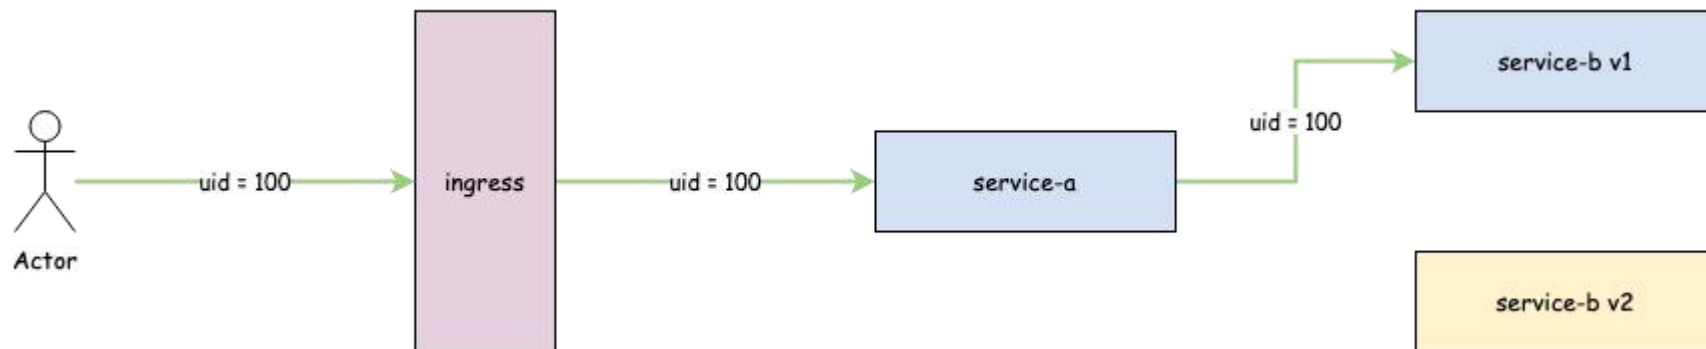 service-b v1
uid = 100
uid = 100
ingress
uid = 100
service-a
Actor
service-b v2